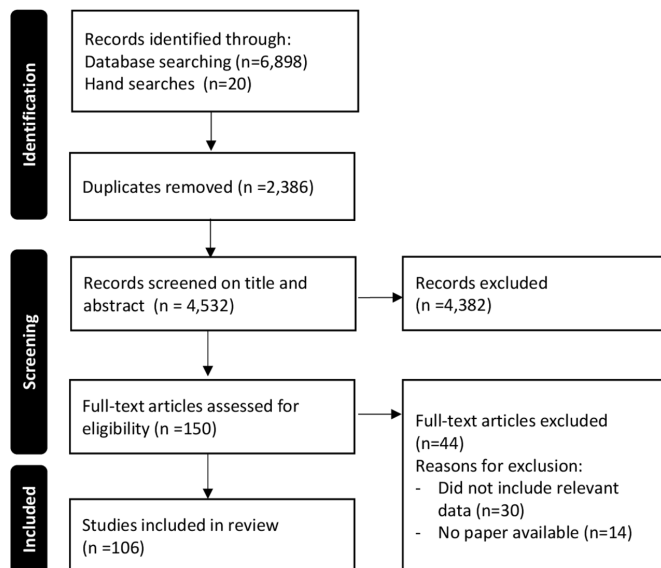 Identification
Records identified through:
Database searching (n=6,898)
Hand searches  (n=20)
Duplicates removed (n =2,386)
Screening
Records screened on title and
abstract  (n = 4,532)
Records excluded
(n =4,382)
Full-text articles assessed for
eligibility (n =150)
Full-text articles excluded
(n=44)
Reasons for exclusion:
- Did not include relevant
data (n=30)
- No paper available (n=14)
Included
Studies included in review
(n =106)